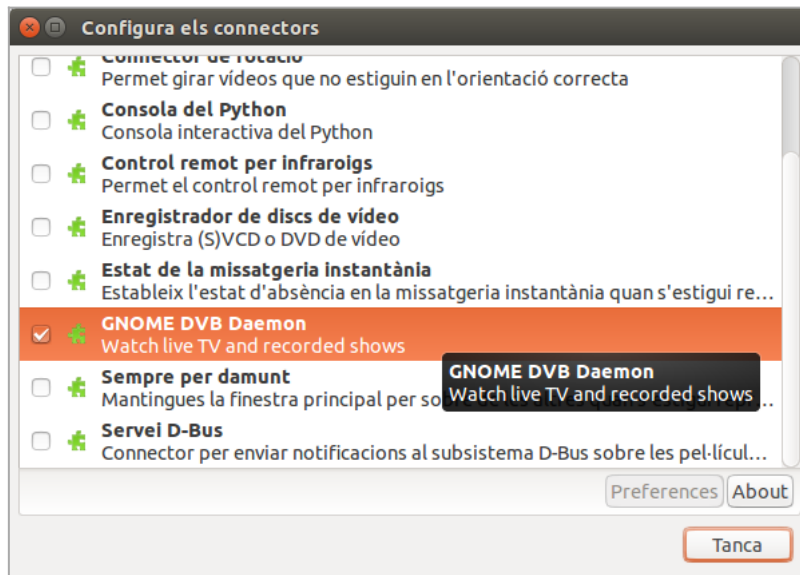 Configura els connectors
Connector de rotació
Permet girar vídeos que no estiguin en l'orientació correcta
Consola del Python
Consola interactiva del Python
Control remot per infraroigs
Permet el control remot per infraroigs
Enregistrador de discs de vídeo
Enregistra (S)VCD o DVD de vídeo
Estat de la missatgeria instantània
Estableix l'estat d'absència en la missatgeria instantània quan s'estigui re...
GNOME DVB Daemon
Watch live TV and recorded shows
GNOME DVB Daemon
Watch live TV and recorded shows
Sempre per damunt
Mantingues la finestra principal per
Servei D-Bus
Connector per enviar notificacions al subsistema D-Bus sobre les pel·lícul...
Preferences
About
Tanca